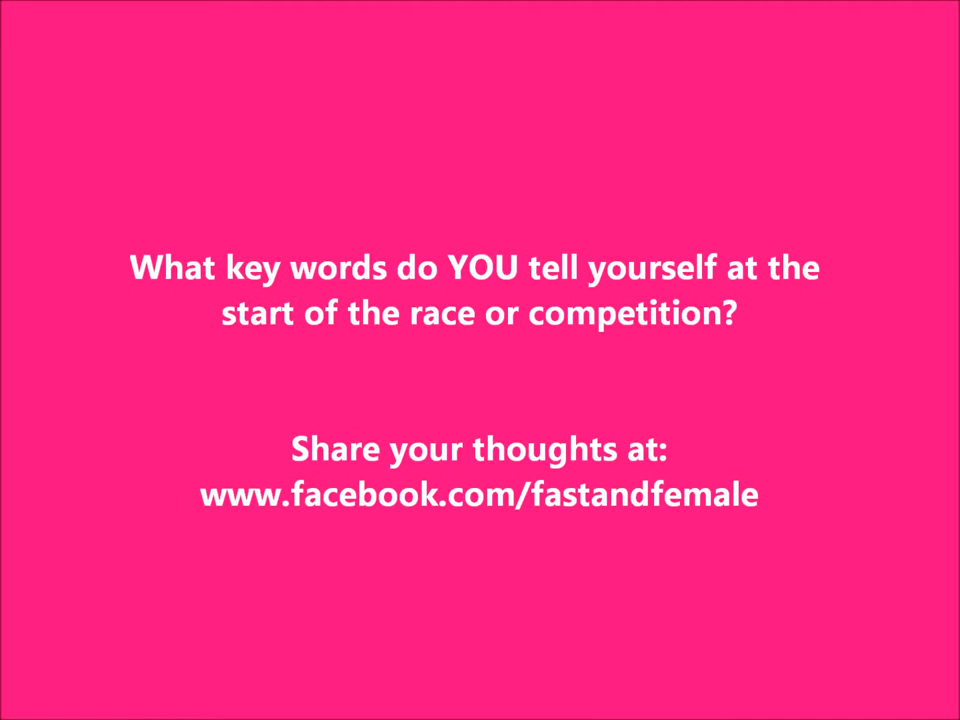 What key words do YOU tell yourself at the
start of the race or competition?
Share your thoughts at:
www.facebook.com/fastandfemale